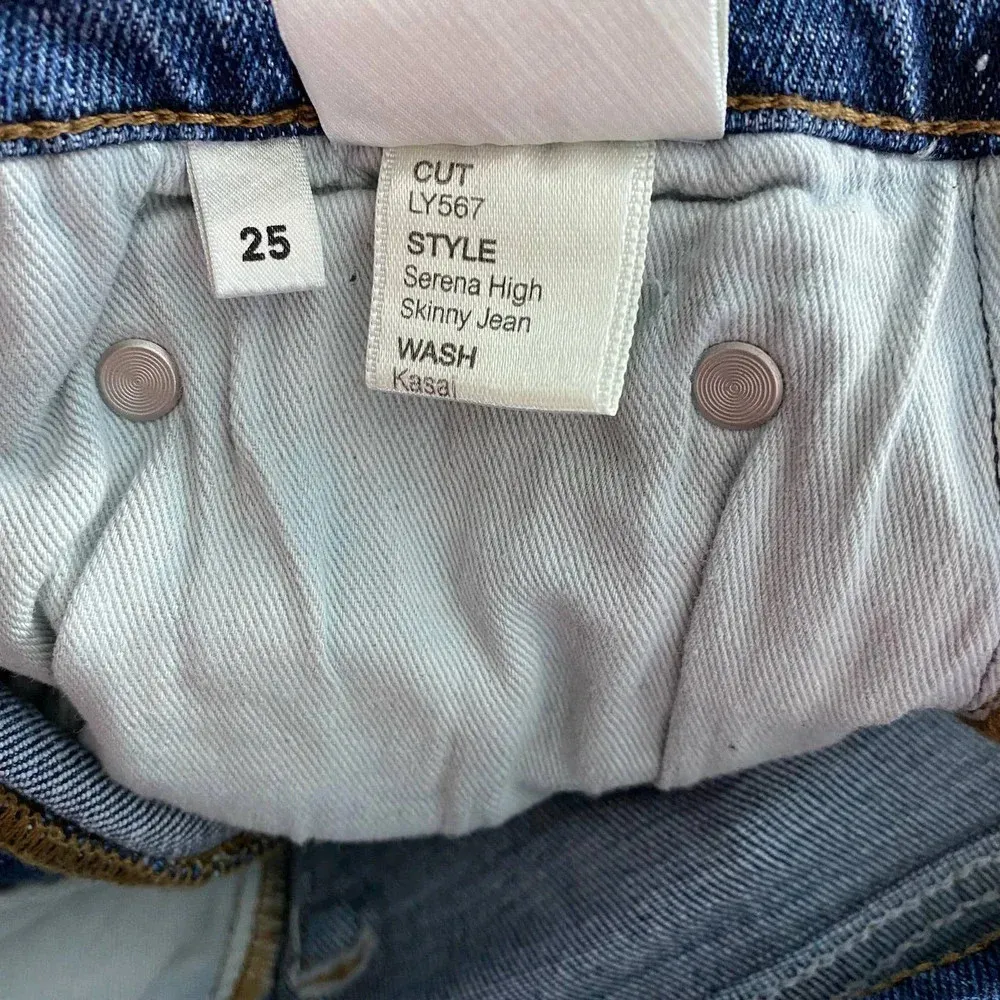 25
CUT
LY567
STYLE
Serena High
Skinny Jean
WASH
Kasai